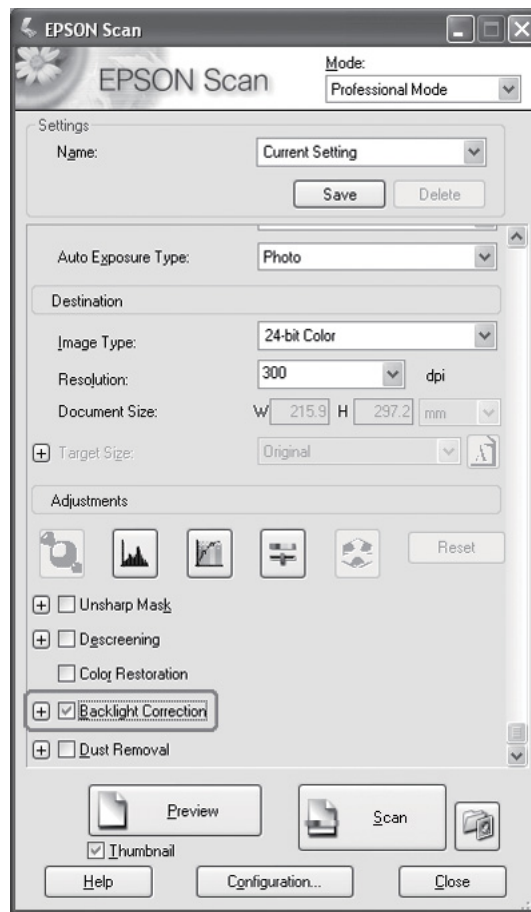 EPSON Scan
EPSON Scan
Mode:
Professional Mode
Settings
Name:
Current Setting
Save
Delete
Auto Exposure Type:
Photo
Destination
Image Type:
24-bit Color
Resolution:
300
dpi
Document Size:
W 215.9 H 297.2 mm
Target Size:
Original
A
Adjustments
Reset
Unsharp Mask
Descreening
Color Restoration
Backlight Correction
Dust Removal
Preview
Scan
Thumbnail
Help
Configuration...
Close